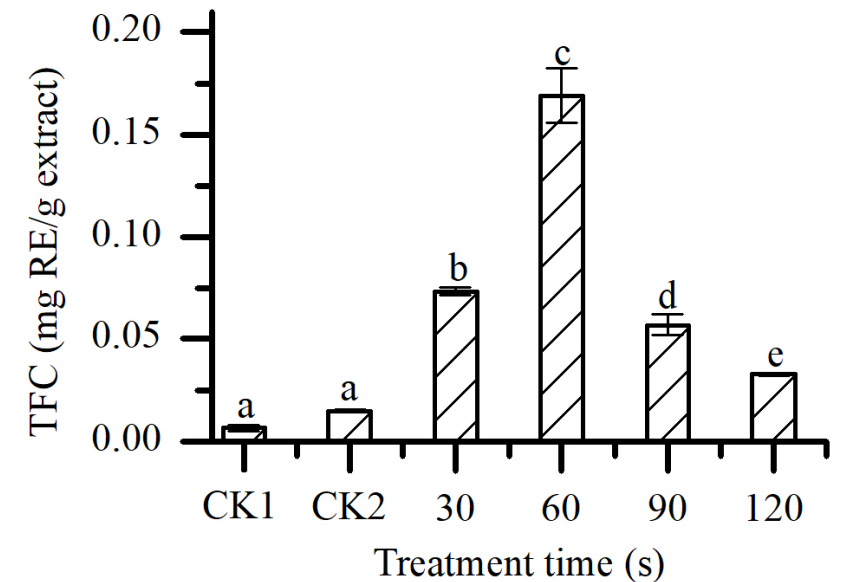 TFC (mg RE/g extract)
0.20
0.15
0.10
0.05
0.00
a
a
b
c
d
e
CK1 CK2 30 60 90 120
Treatment time (s)